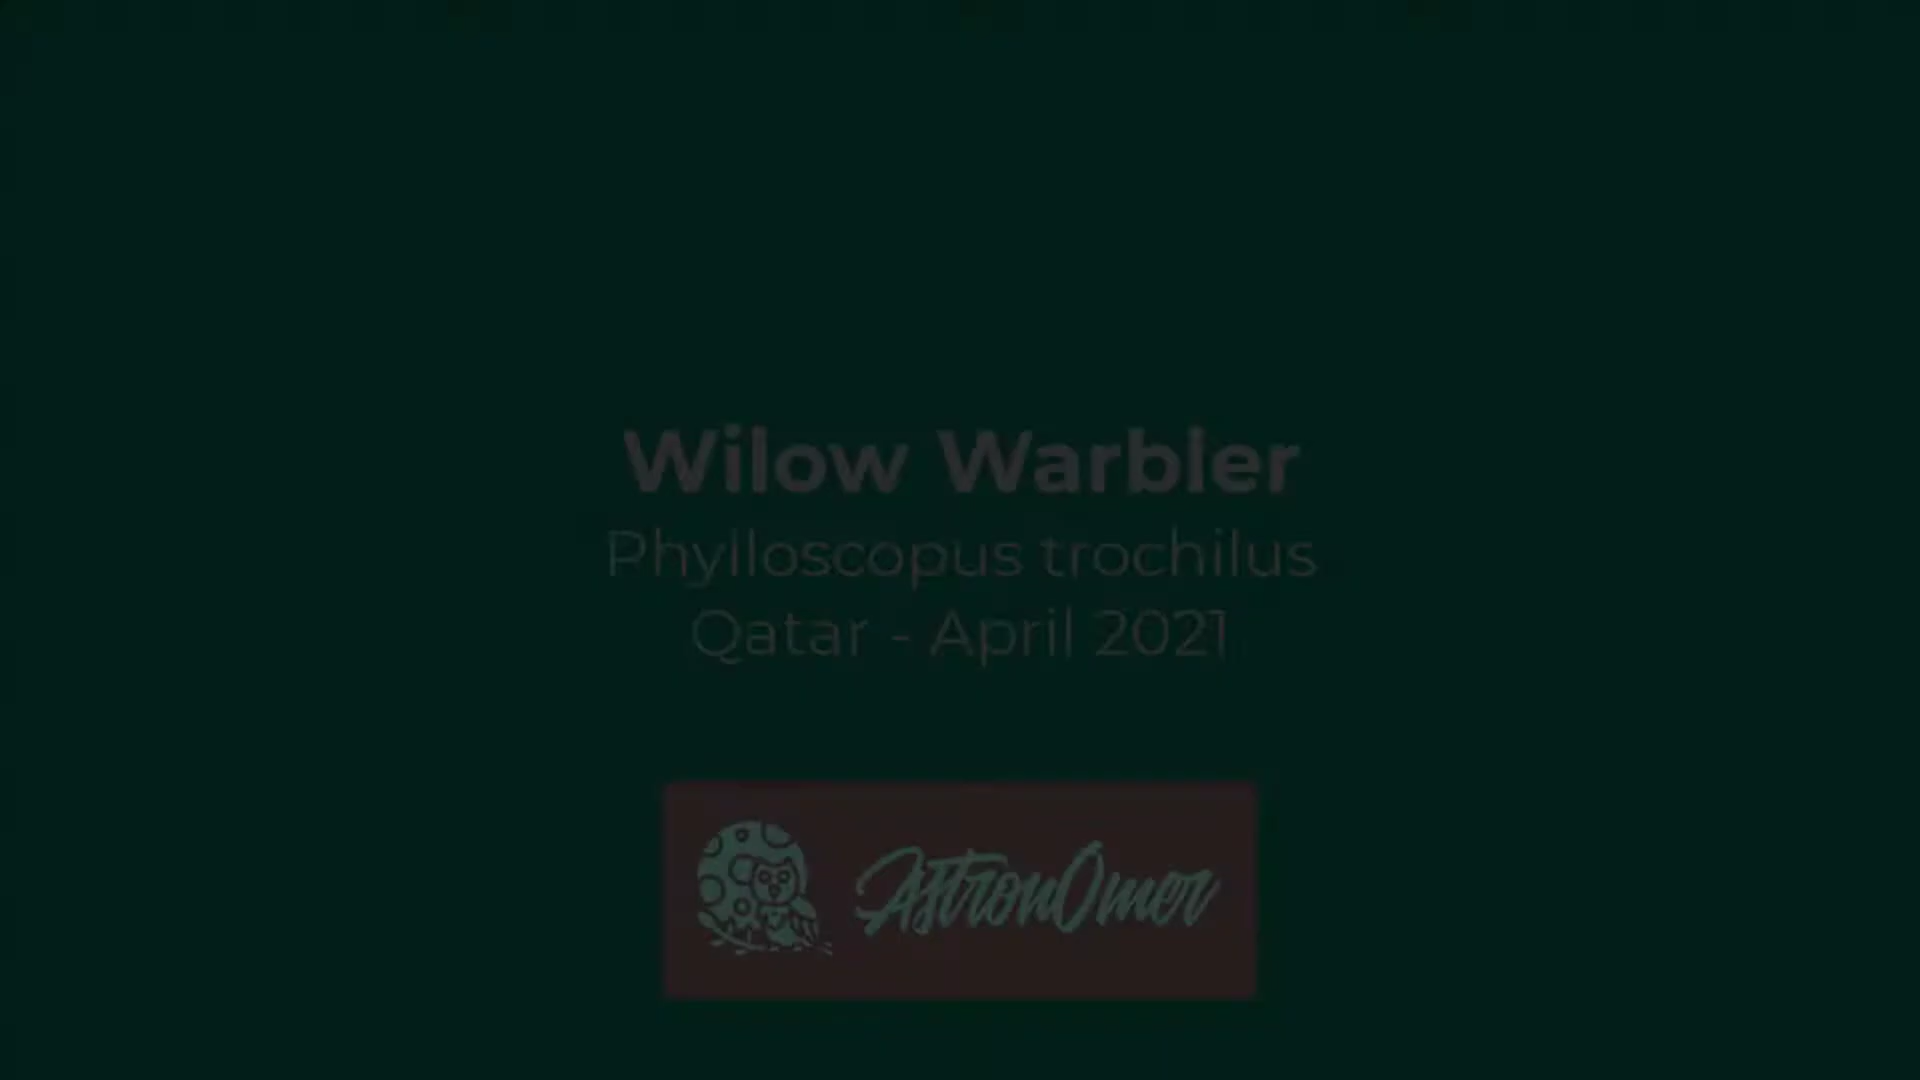 Wilow Warbler
Phylloscopus trochilus
Qatar - April 2021
AstronOmer